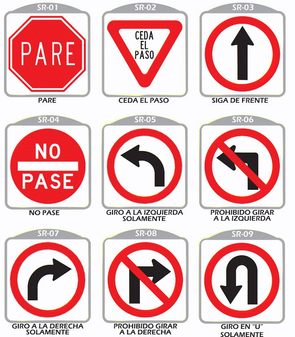 SR-01
SR-02
SR-03
PARE
CEDA
EL
PASO
PARE
CEDA EL PASO
SIGA DE FRENTE
SR-04
SR-05
SR-06
NO
PASE
NO PASE
GIRO A LA IZQUIERDA
SOLAMENTE
PROHIBIDO GIRAR
A LA IZQUIERDA
SR-07
SR-08
SR-09
GIRO A LA DERECHA
SOLAMENTE
PROHIBIDO GIRAR
A LA DERECHA
GIRO EN "U"
SOLAMENTE